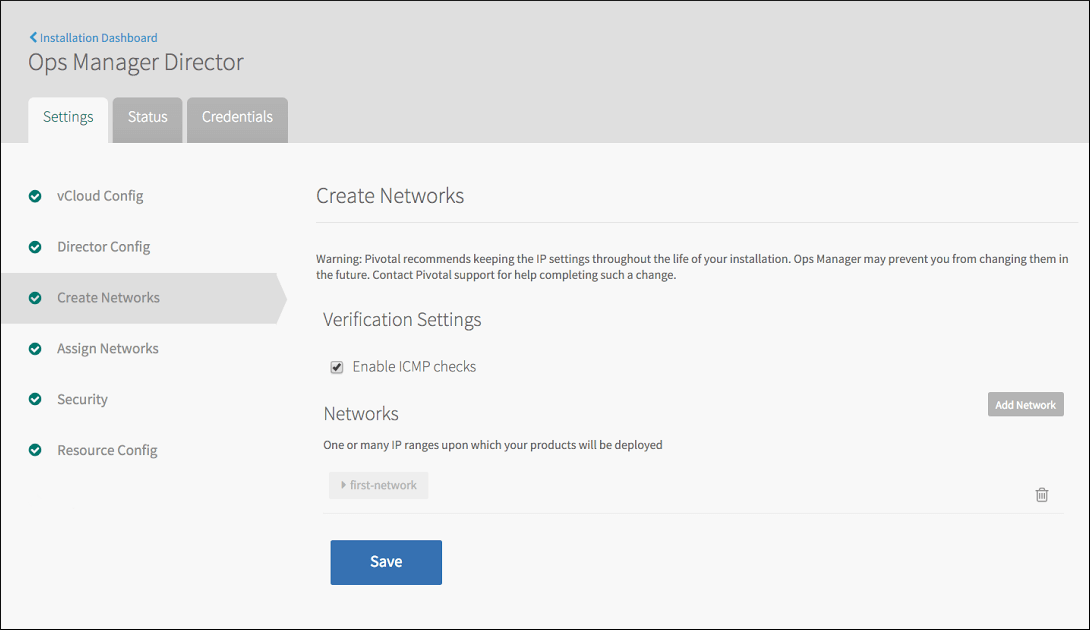 Installation Dashboard
Ops Manager Director
Settings
Status
Credentials
vCloud Config
Director Config
Create Networks
Assign Networks
Security
Resource Config
Create Networks
Warning: Pivotal recommends keeping the IP settings throughout the life of your installation. Ops Manager may prevent you from changing them in
the future. Contact Pivotal support for help completing such a change.
Verification Settings
Enable ICMP checks
Networks
Add Network
One or many IP ranges upon which your products will be deployed
first-network
Save